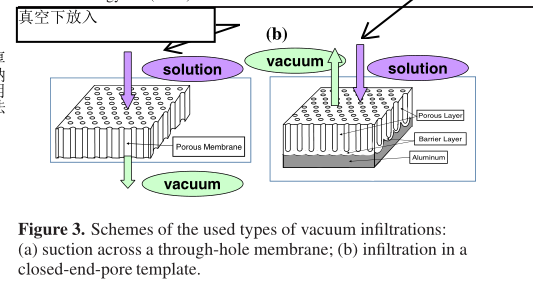 真空下放入
(b)
vacuum
solution
solution
Porous Layer
Barrier Layer
Porous Membrane
Aluminum
vacuum
Figure 3. Schemes of the used types of vacuum infiltrations:
(a) suction across a through-hole membrane; (b) infiltration in a
closed-end-pore template.